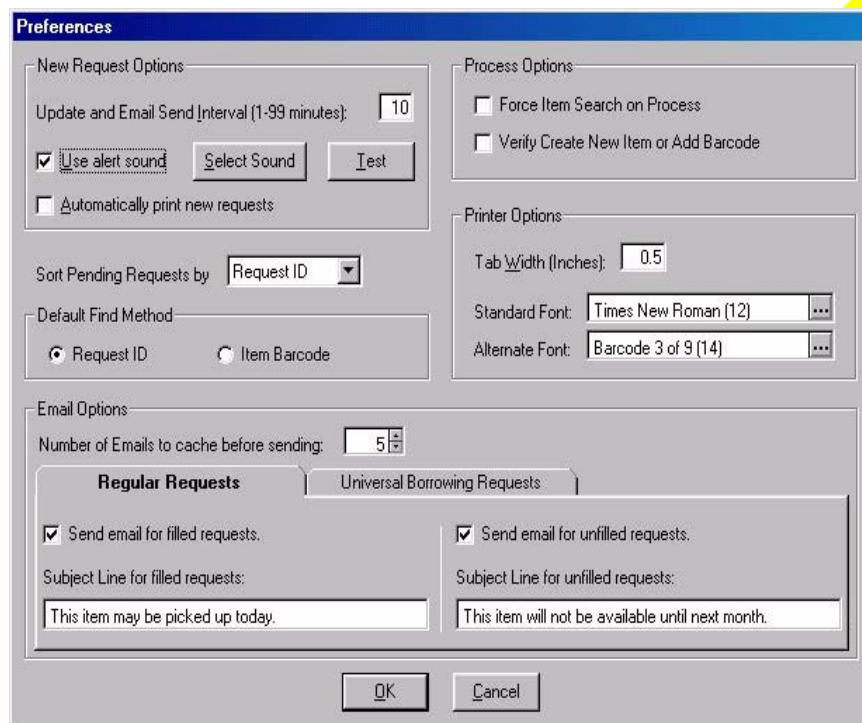 Preferences
New Request Options
Update and Email Send Interval (1-99 minutes): 10
Use alert sound Select Sound Test
Automatically print new requests
Sort Pending Requests by Request ID
Default Find Method
Request ID Item Barcode
Process Options
Force Item Search on Process
Verify Create New Item or Add Barcode
Printer Options
Tab Width (Inches): 0.5
Standard Font: Times New Roman (12) ...
Alternate Font: Barcode 3 of 9 (14) ...
Email Options
Number of Emails to cache before sending: 5
Regular Requests Universal Borrowing Requests
Send email for filled requests.
Subject Line for filled requests:
This item may be picked up today.
Send email for unfilled requests.
Subject Line for unfilled requests:
This item will not be available until next month.
OK Cancel